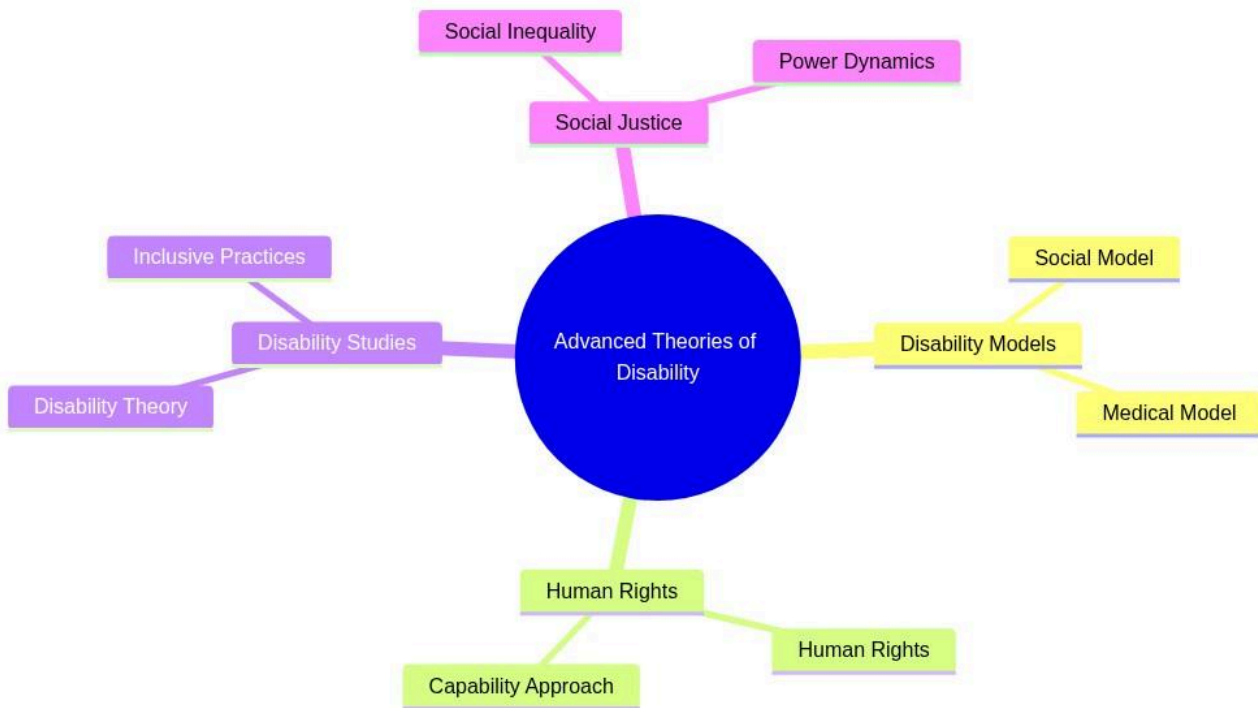 Social Inequality
Power Dynamics
Social Justice
Inclusive Practices
Social Model
Disability Studies
Advanced Theories of
Disability
Disability Models
Disability Theory
Medical Model
Human Rights
Human Rights
Capability Approach